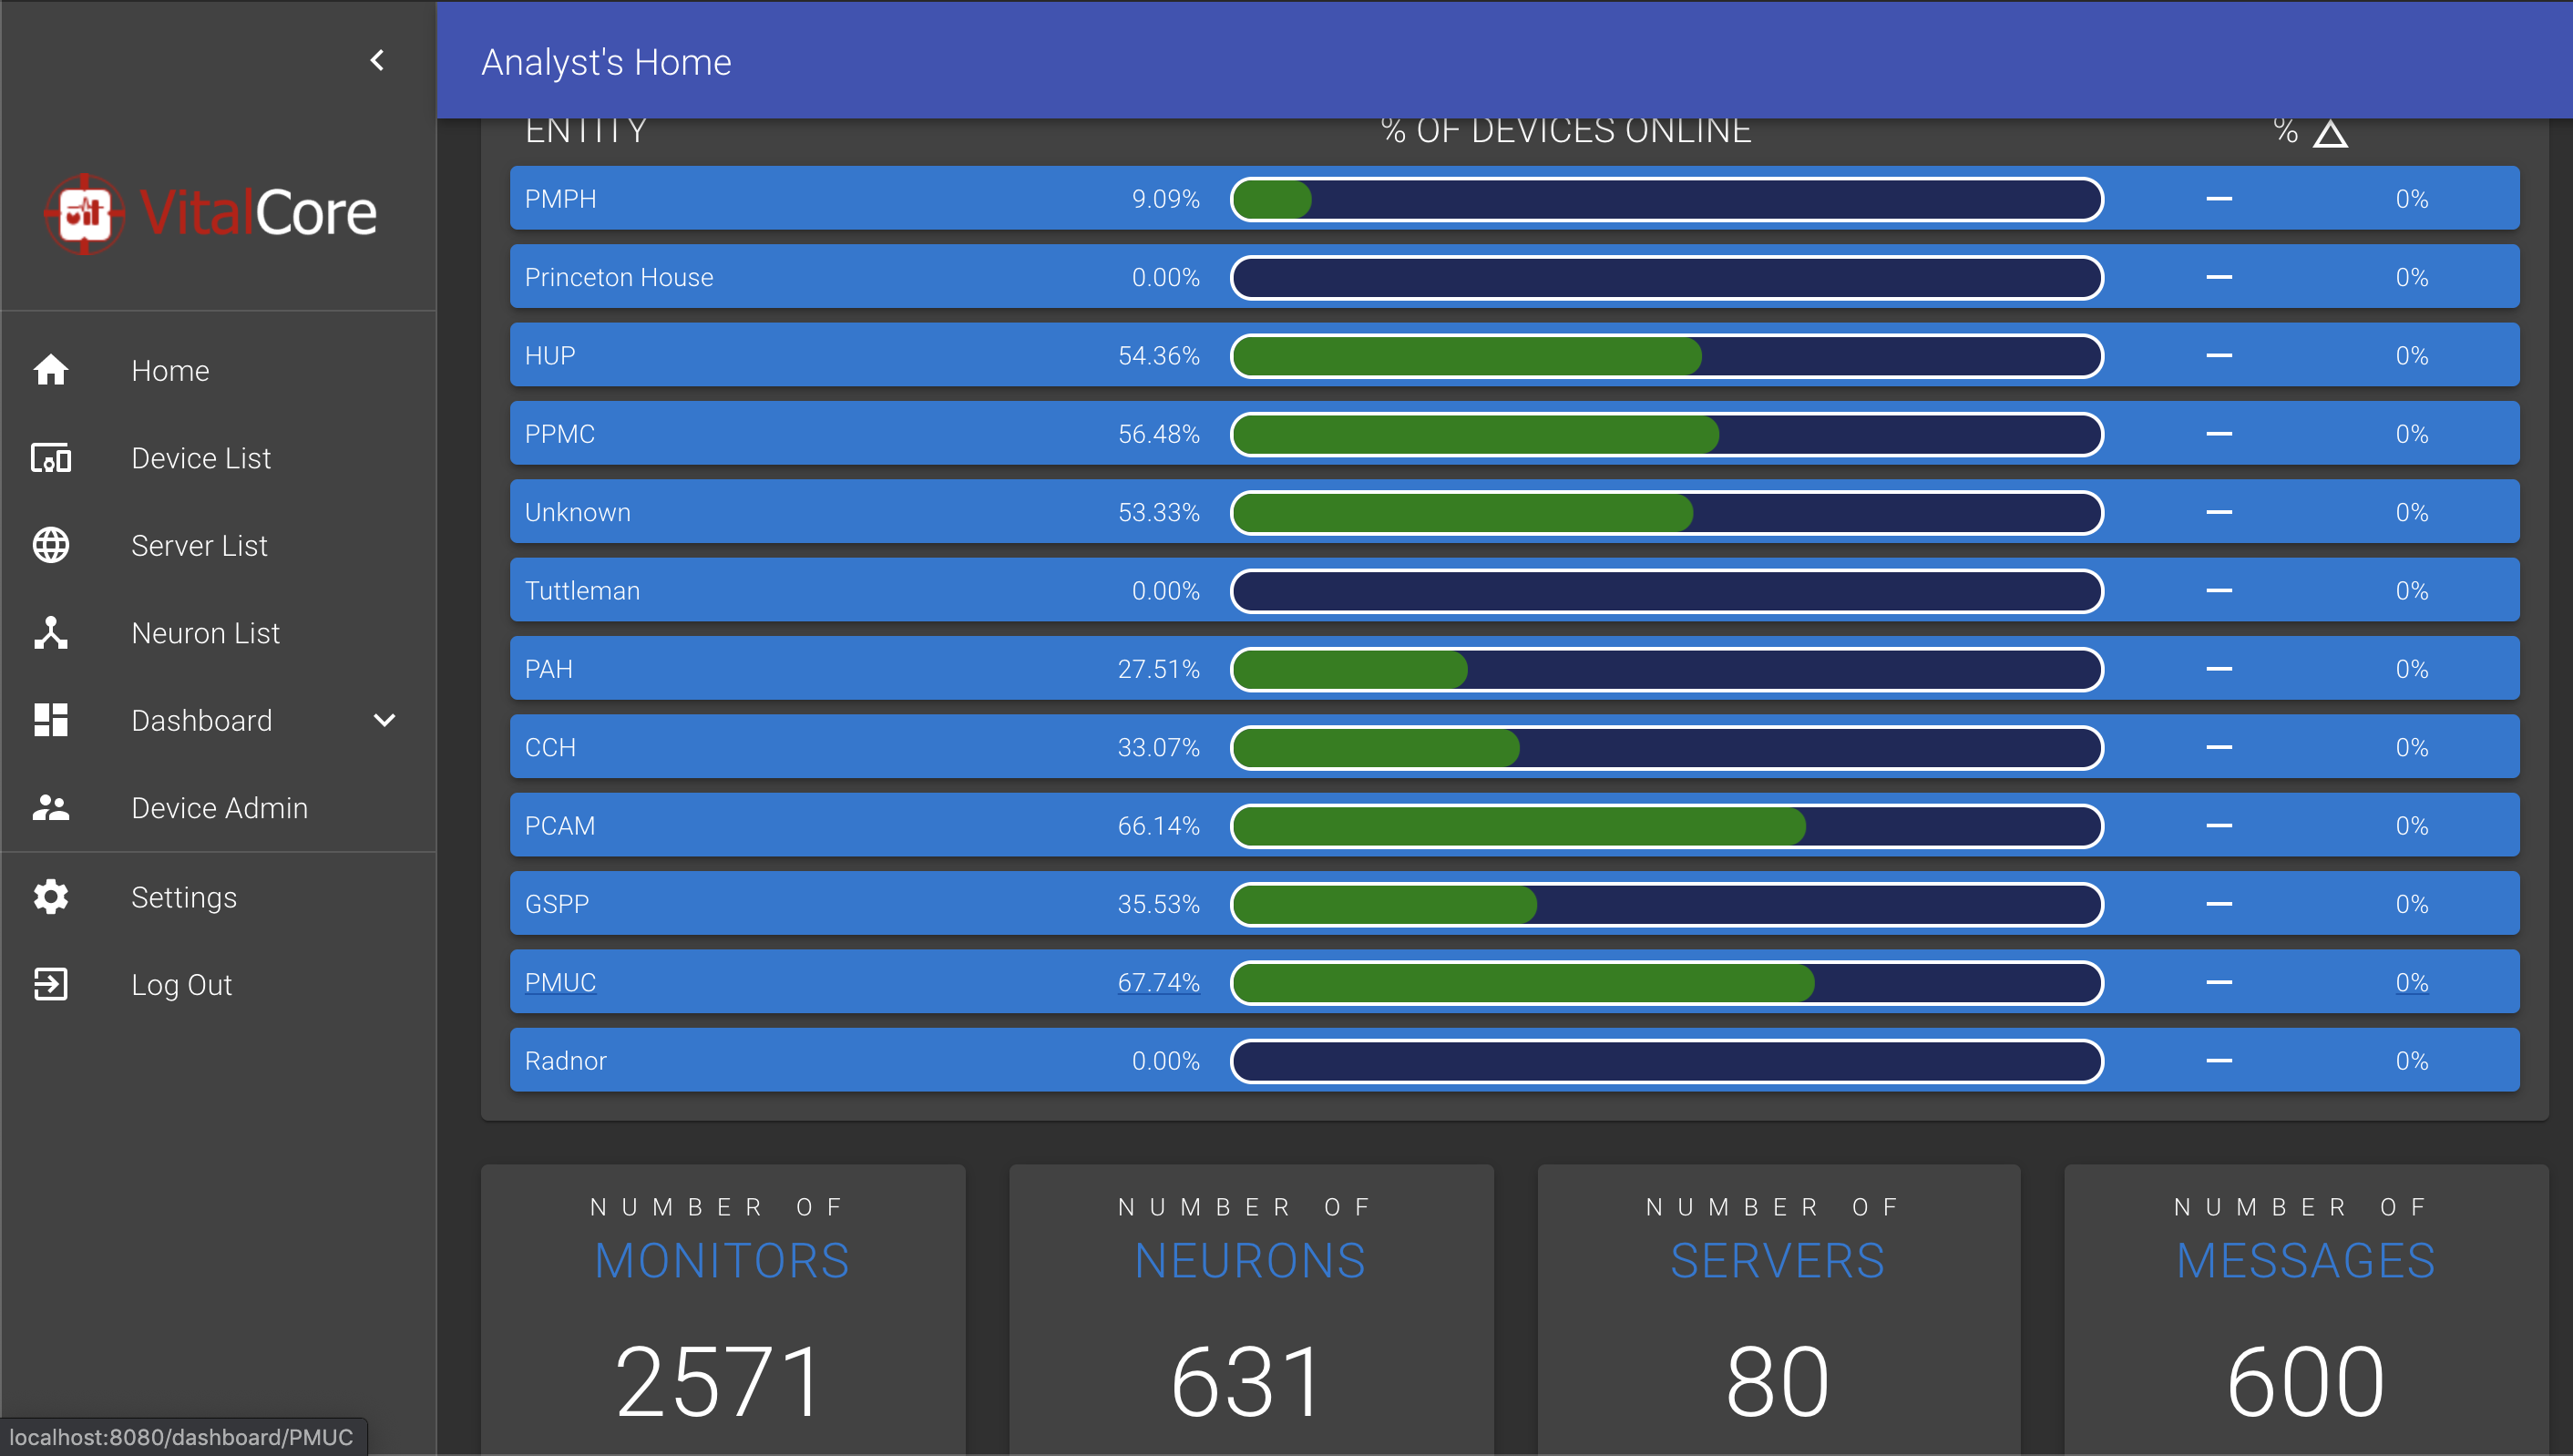 Analyst's Home
VitalCore
Home
Device List
Server List
Neuron List
Dashboard
Device Admin
Settings
Log Out
ENTITY % OF DEVICES ONLINE % △
PMPH 9.09% — 0%
Princeton House 0.00% — 0%
HUP 54.36% — 0%
PPMC 56.48% — 0%
Unknown 53.33% — 0%
Tuttleman 0.00% — 0%
PAH 27.51% — 0%
CCH 33.07% — 0%
PCAM 66.14% — 0%
GSPP 35.53% — 0%
PMUC 67.74% — 0%
Radnor 0.00% — 0%
NUMBER OF
MONITORS
2571
NUMBER OF
NEURONS
631
NUMBER OF
SERVERS
80
NUMBER OF
MESSAGES
600
localhost:8080/dashboard/PMUC